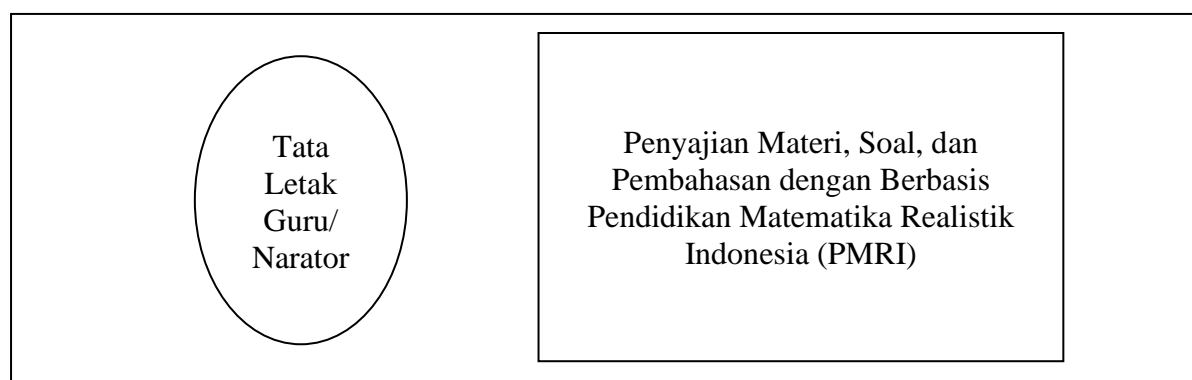 Tata
Letak
Guru/
Narator
Penyajian Materi, Soal, dan
Pembahasan dengan Berbasis
Pendidikan Matematika Realistik
Indonesia (PMRI)